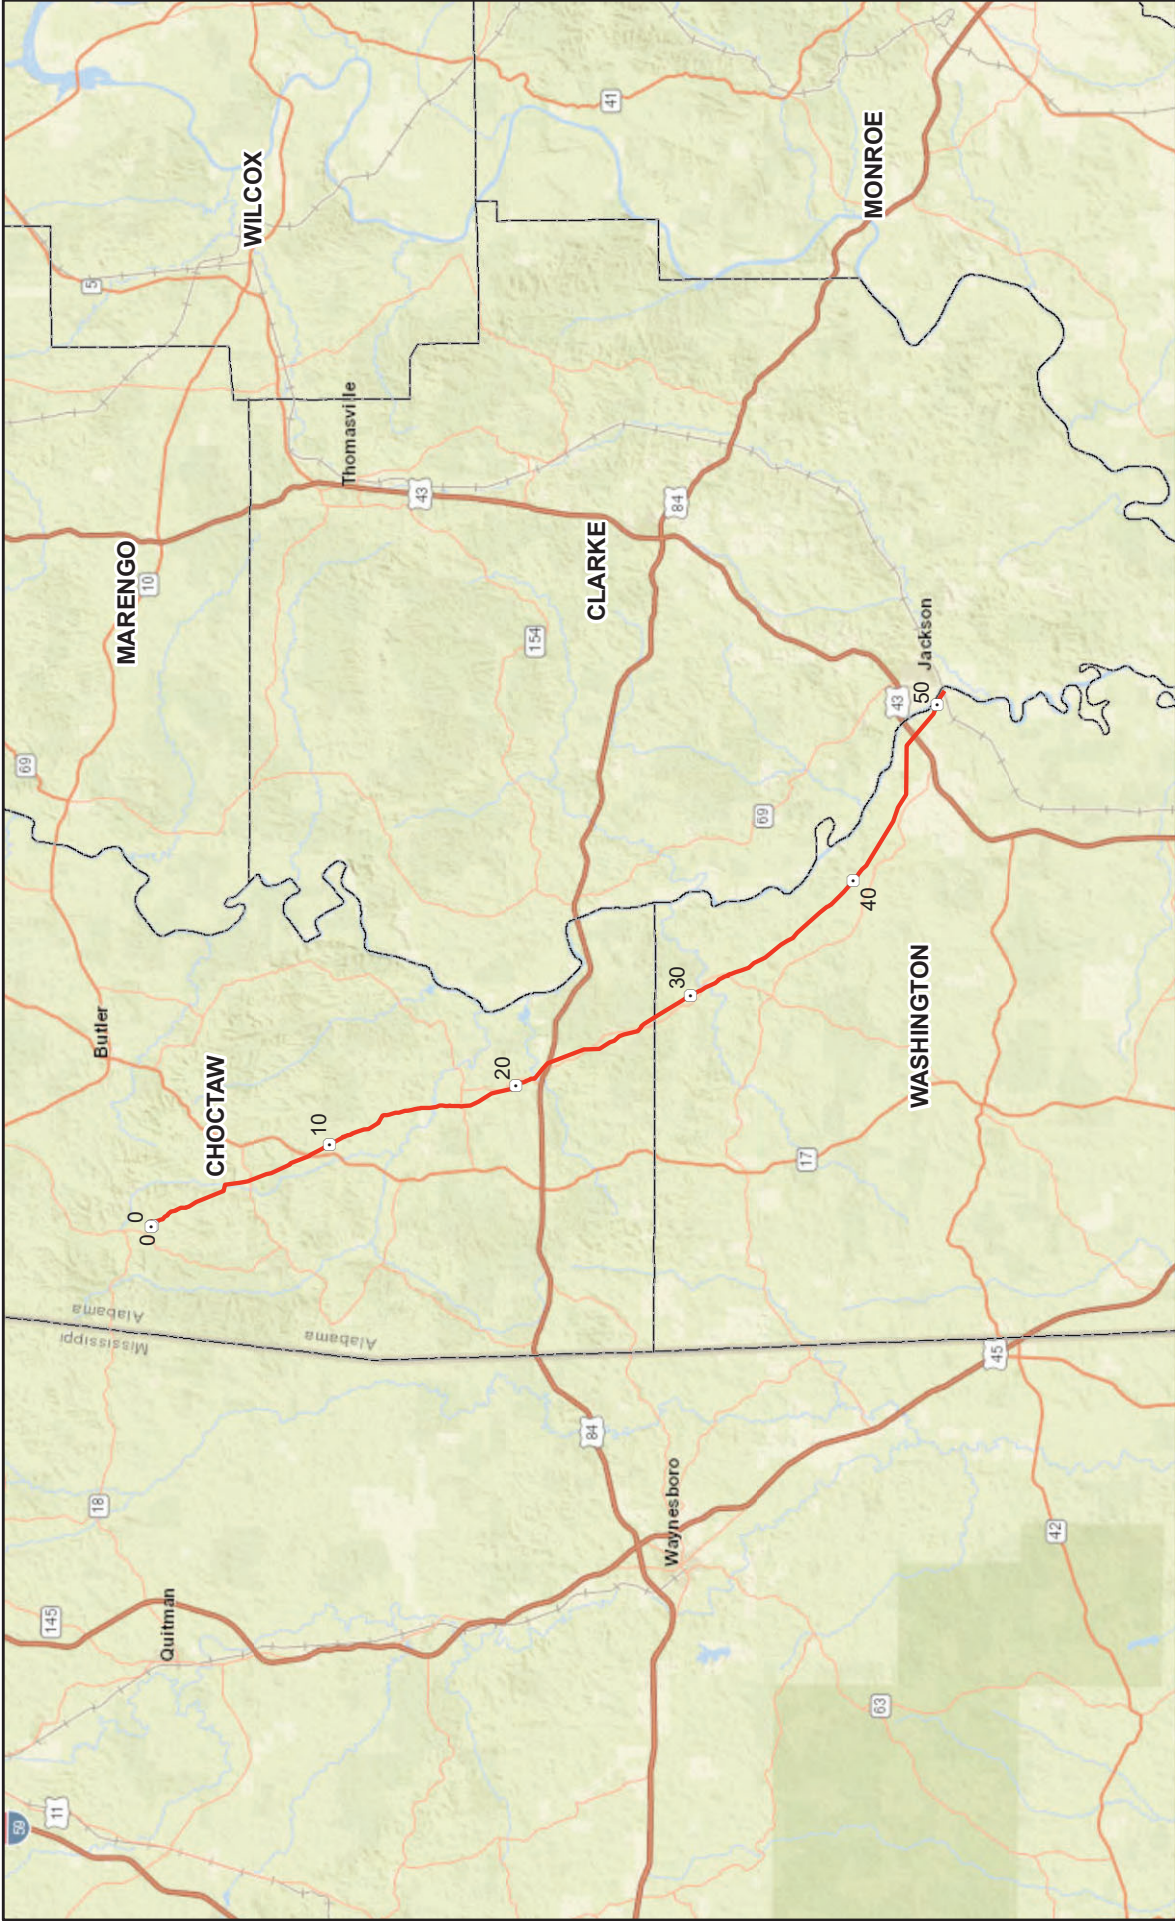 59
69
145
11
5
18
Butler
Mississippi
Alabama
MARENGO
0
0
10
Quitman
CHOCTAW
WILCOX
10
Alabama
Thomasville
43
20
154
84
CLARKE
41
Waynesboro
30
84
69
17
40
MONROE
63
43
WASHINGTON
50
Jackson
45
42